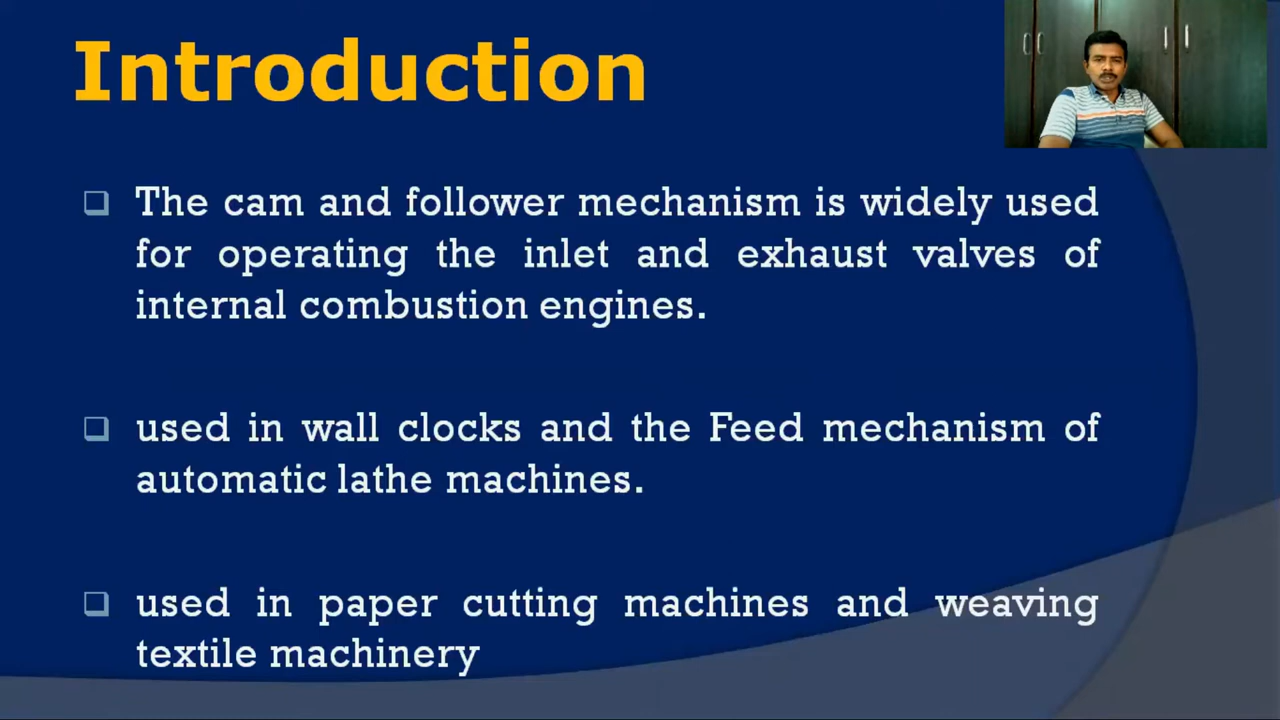 Introduction
The cam and follower mechanism is widely used
for operating the inlet and exhaust valves of
internal combustion engines.
used in wall clocks and the Feed mechanism of
automatic lathe machines.
used in paper cutting machines and weaving
textile machinery